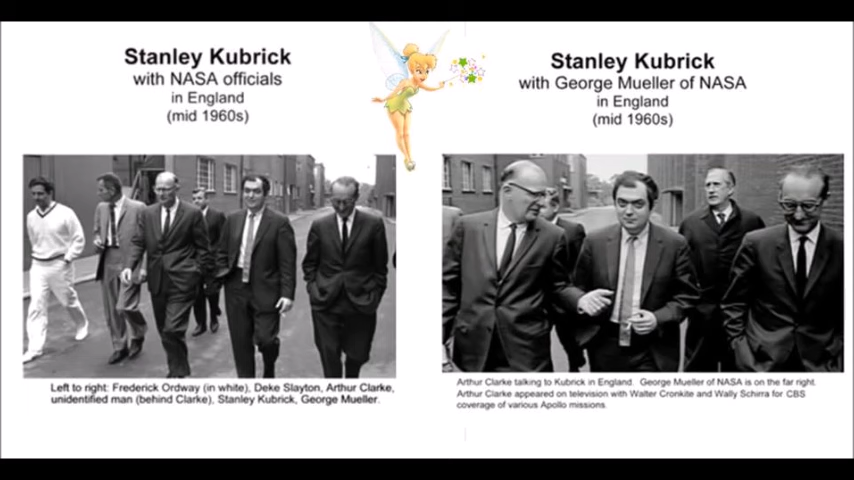 Stanley Kubrick
with NASA officials
in England
(mid 1960s)
Left to right: Frederick Ordway (in white), Deke Slayton, Arthur Clarke,
unidentified man (behind Clarke), Stanley Kubrick, George Mueller.
Stanley Kubrick
with George Mueller of NASA
in England
(mid 1960s)
Arthur Clarke talking to Kubrick in England. George Mueller of NASA is on the far right.
Arthur Clarke appeared on television with Walter Cronkite and Wally Schirra for CBS
coverage of various Apollo missions.